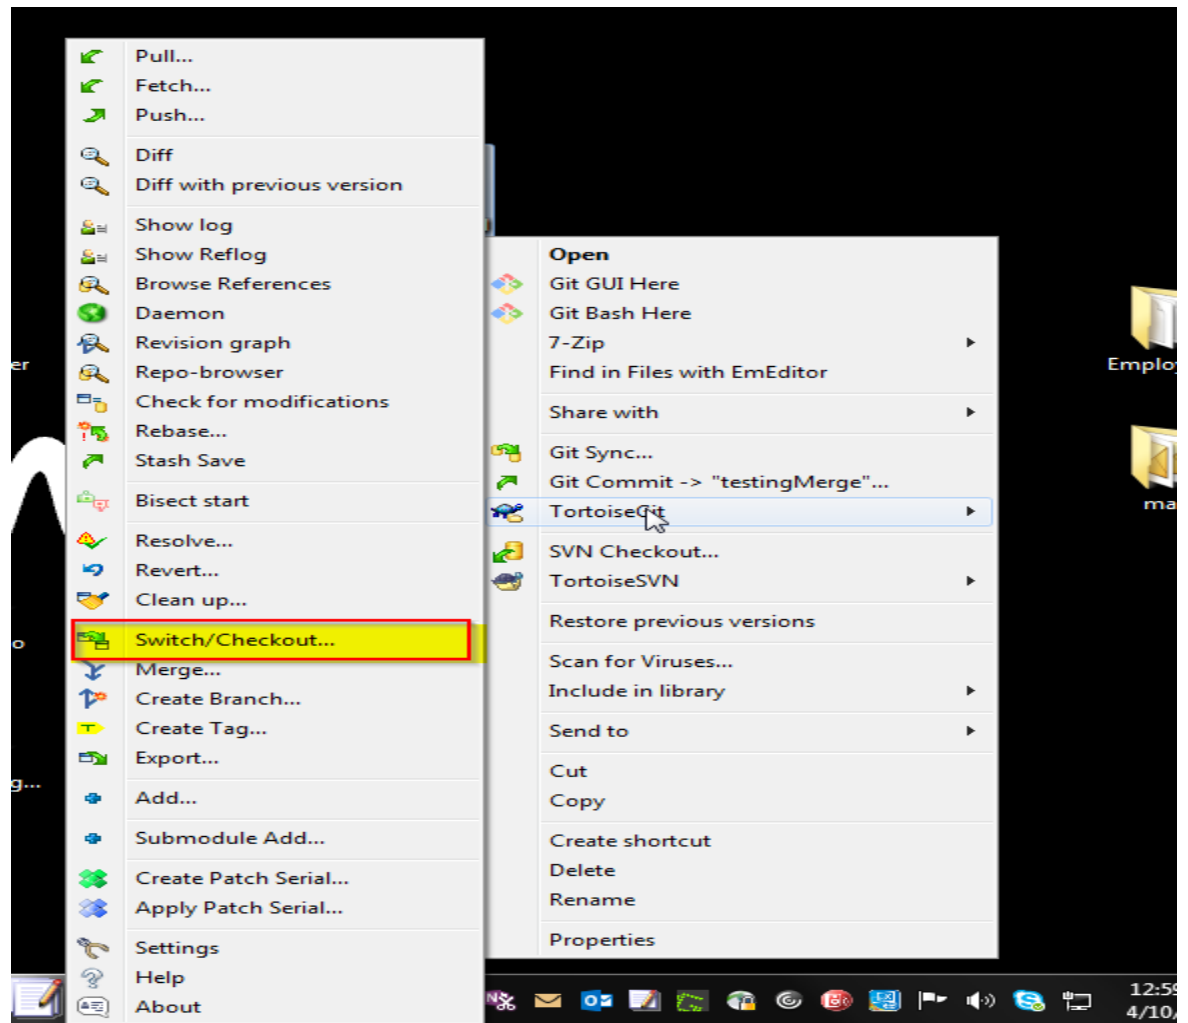 Pull...
Fetch...
Push...
Diff
Diff with previous version
Show log
Show Reflog
Browse References
Daemon
Revision graph
Repo-browser
Check for modifications
Rebase...
Stash Save
Bisect start
Resolve...
Revert...
Clean up...
Switch/Checkout...
Merge...
Create Branch...
Create Tag...
Export...
Add...
Submodule Add...
Create Patch Serial...
Apply Patch Serial...
Settings
Help
About
Open
Git GUI Here
Git Bash Here
7-Zip
Find in Files with EmEditor
Share with
Git Sync...
Git Commit -> "testingMerge"...
TortoiseGit
SVN Checkout...
TortoiseSVN
Restore previous versions
Scan for Viruses...
Include in library
Send to
Cut
Copy
Create shortcut
Delete
Rename
Properties
er
o
g...
Emplo
ma
12:59
4/10/